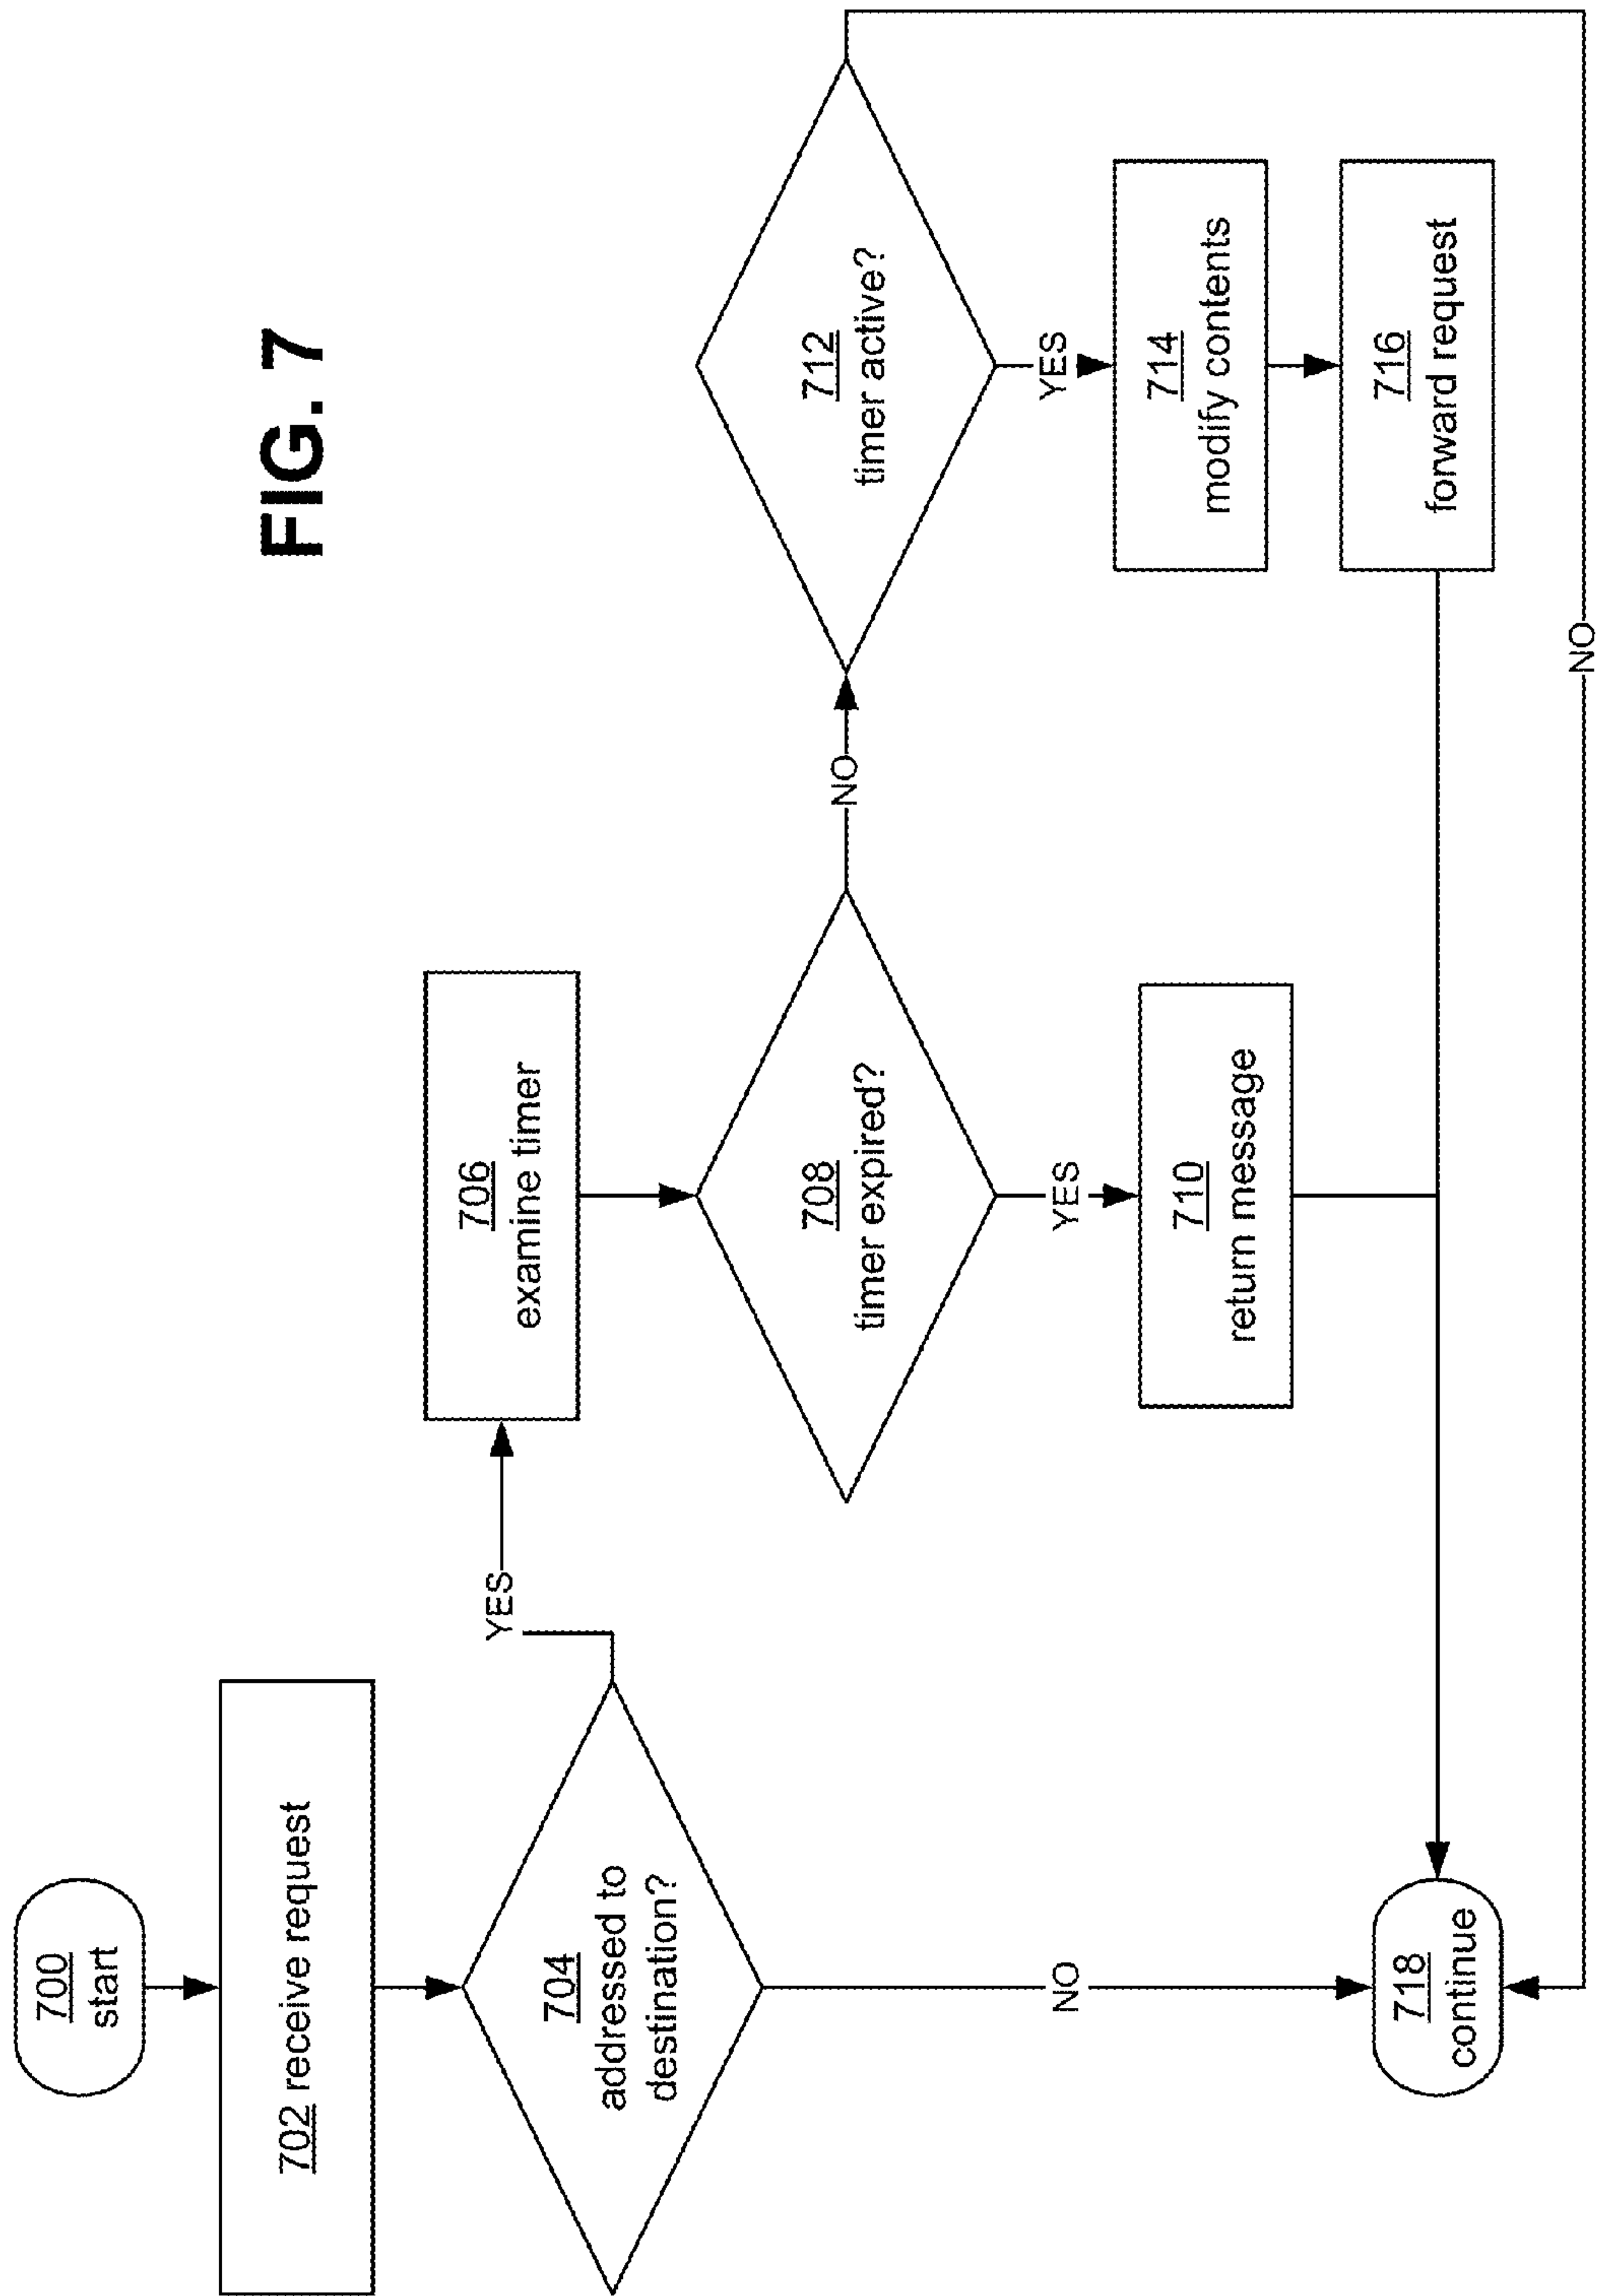 FIG. 7
700
start
702 receive request
704
addressed to
destination?
YES
NO
706
examine timer
708
timer expired?
YES
NO
710
return message
712
timer active?
YES
NO
714
modify contents
716
forward request
718
continue